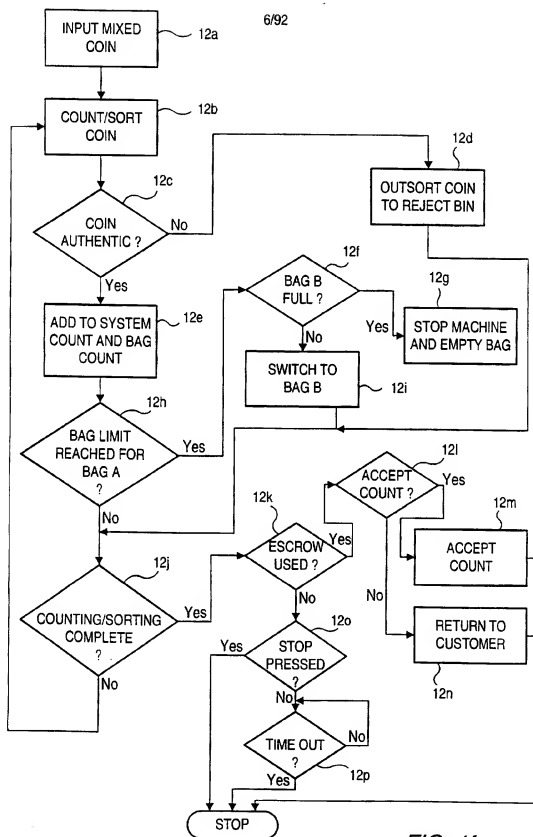 6/92
INPUT MIXED
COIN
12a
COUNT/SORT
COIN
12b
12c
COIN
AUTHENTIC ?
No
Yes
12d
OUTSORT COIN
TO REJECT BIN
ADD TO SYSTEM
COUNT AND BAG
COUNT
12e
12f
BAG B
FULL ?
Yes
No
12g
STOP MACHINE
AND EMPTY BAG
SWITCH TO
BAG B
12i
12h
BAG LIMIT
REACHED FOR
BAG A
?
Yes
No
12j
COUNTING/SORTING
COMPLETE
?
Yes
No
12k
ESCROW
USED ?
Yes
No
12l
ACCEPT
COUNT ?
Yes
No
12m
ACCEPT
COUNT
RETURN TO
CUSTOMER
12n
12o
STOP
PRESSED
?
Yes
No
TIME OUT
?
No
Yes
12p
STOP